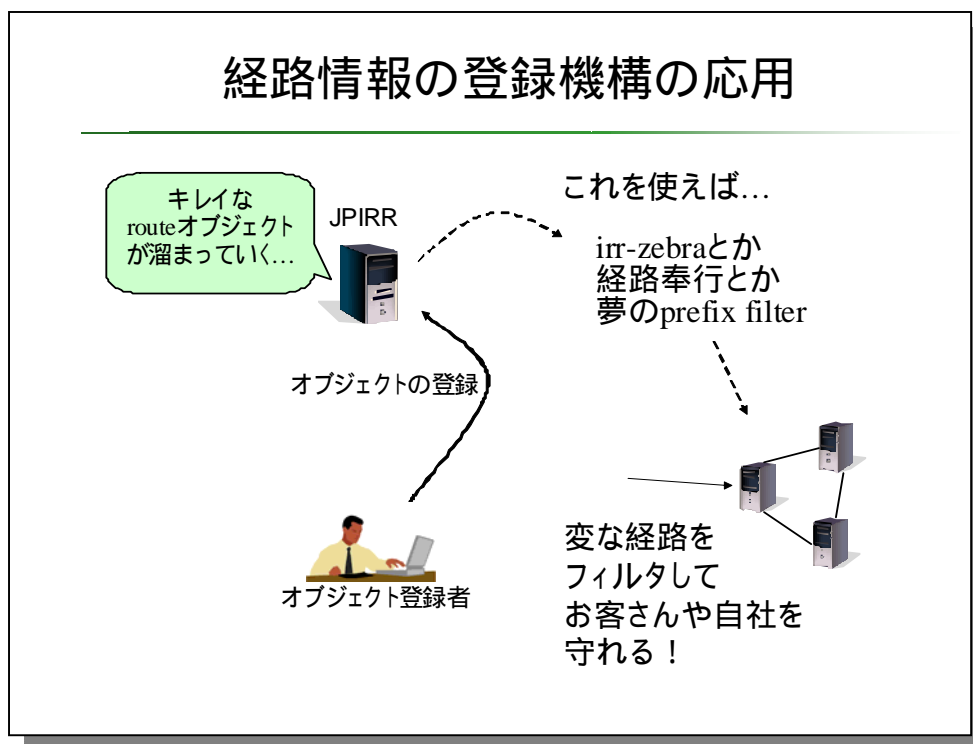 経路情報の登録機構の応用
キレイな
routeオブジェクト
が溜まっていく…
JPIRR
これを使えば…
irr-zebraとか
経路奉行とか
夢のprefix filter
オブジェクトの登録
オブジェクト登録者
変な経路を
フィルタして
お客さんや自社を
守れる！